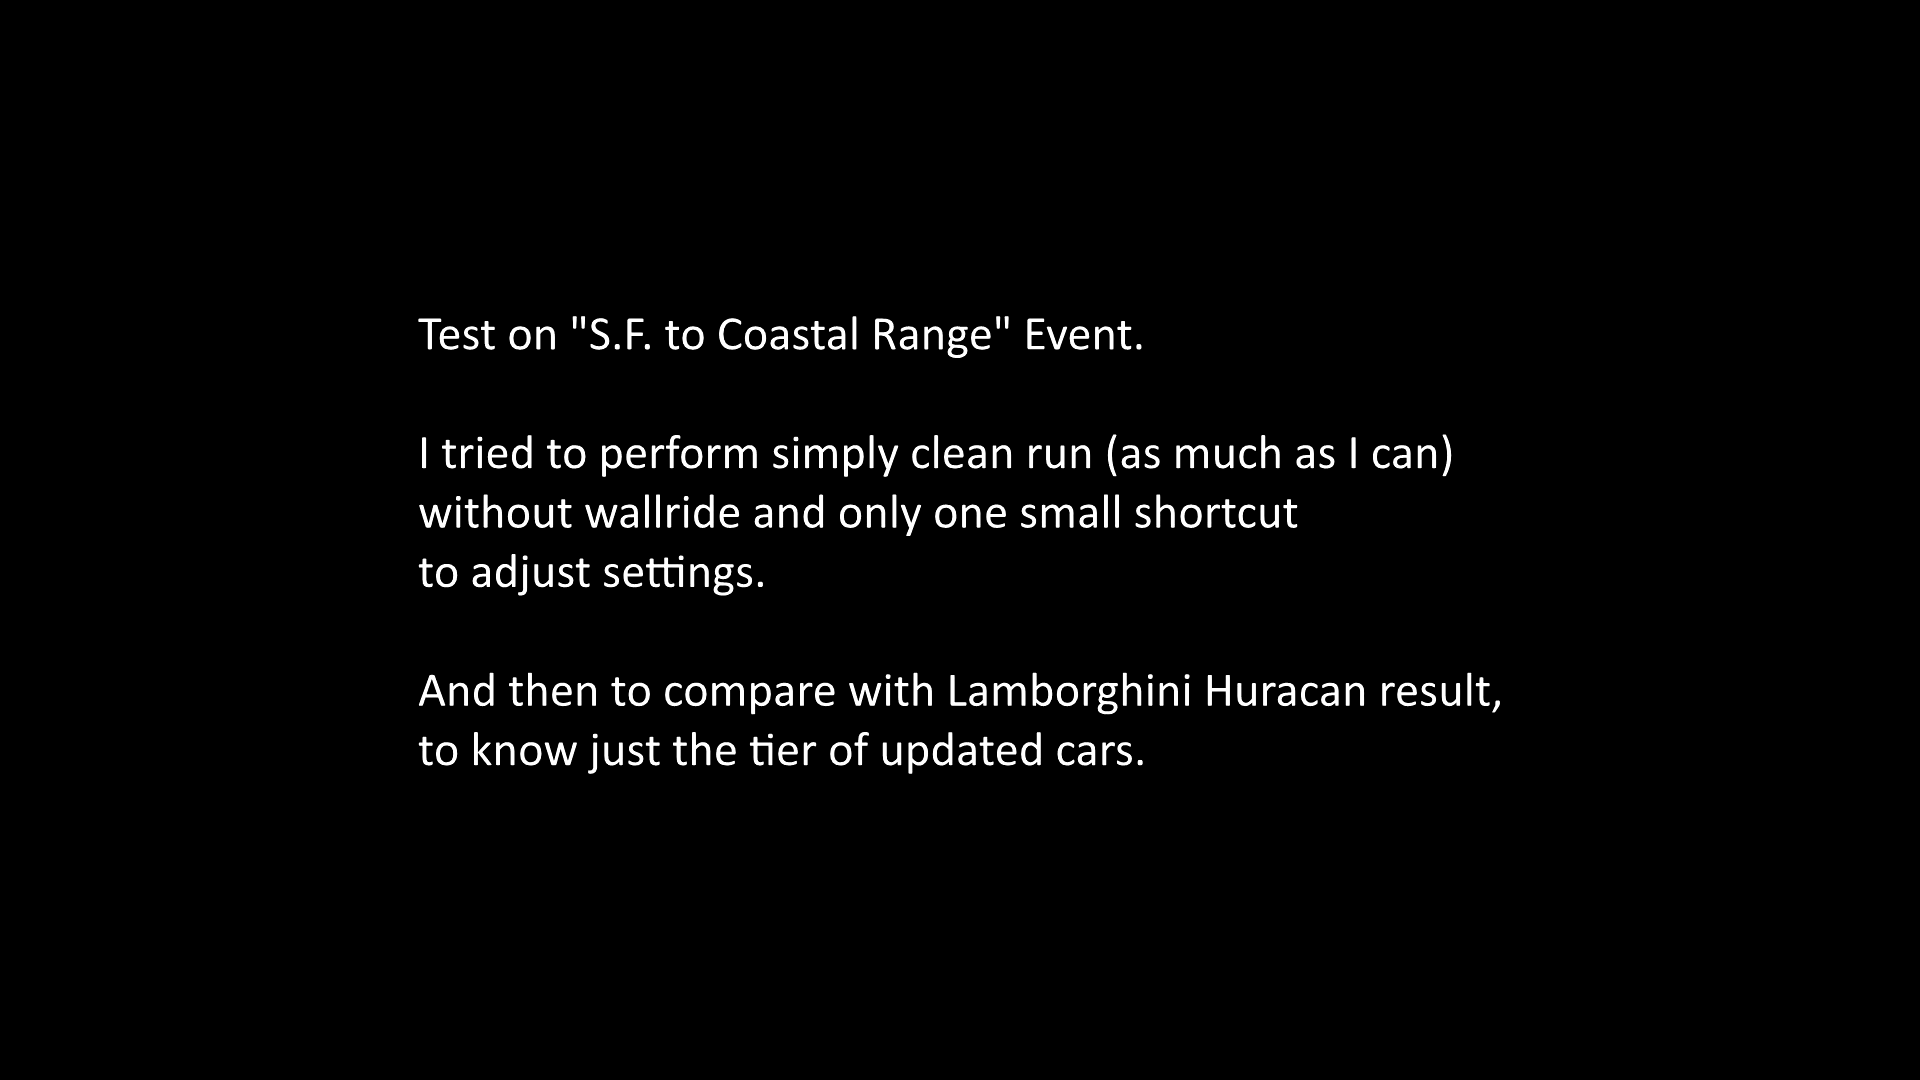 Test on "S.F. to Coastal Range" Event.
I tried to perform simply clean run (as much as I can)
without wallride and only one small shortcut
to adjust settings.
And then to compare with Lamborghini Huracan result,
to know just the tier of updated cars.